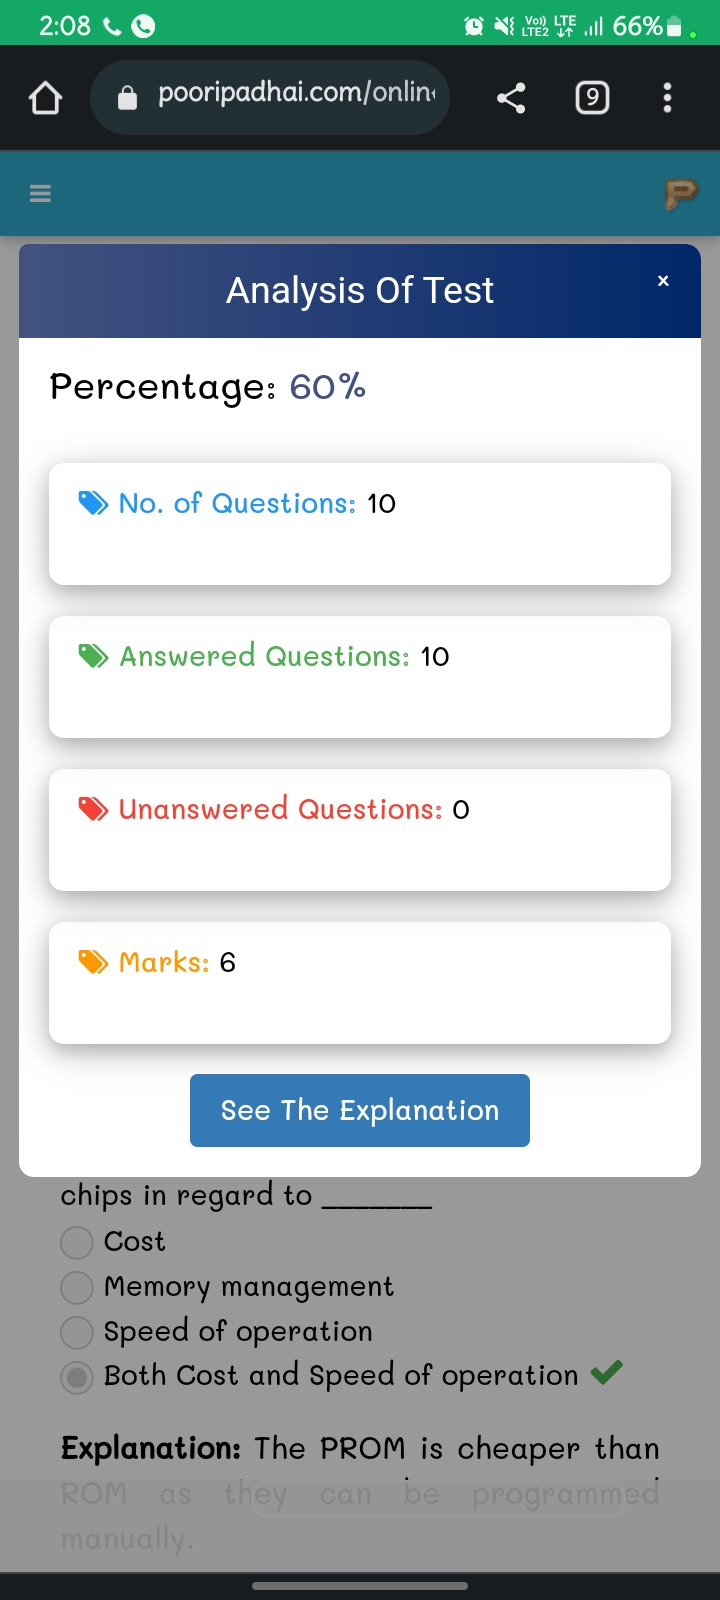 2:08
Vo)) LTE2 LTE 66%
pooripadhai.com/onlin
9
Analysis Of Test
×
Percentage: 60%
No. of Questions: 10
Answered Questions: 10
Unanswered Questions: 0
Marks: 6
See The Explanation
chips in regard to _______
Cost
Memory management
Speed of operation
Both Cost and Speed of operation
Explanation: The PROM is cheaper than
ROM as they can be programmed
manually.